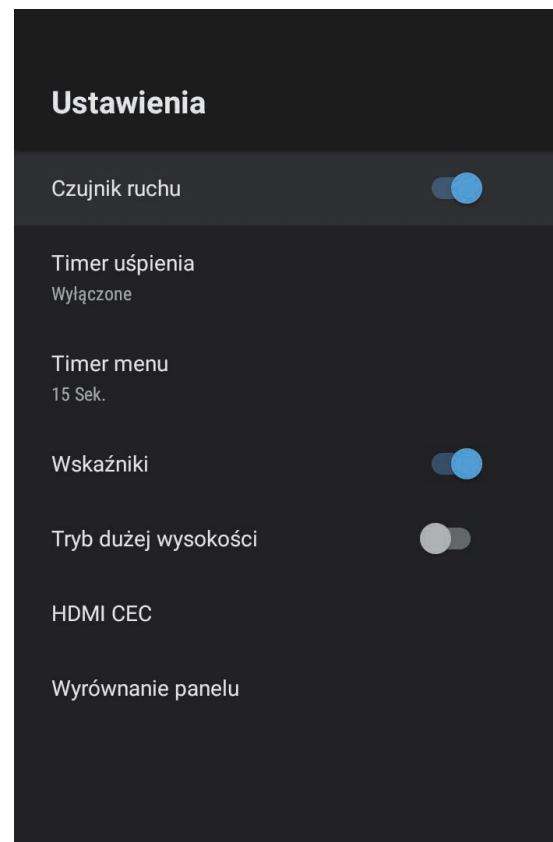 Ustawienia
Czujnik ruchu
Timer uśpienia
Wyłączone
Timer menu
15 Sek.
Wskaźniki
Tryb dużej wysokości
HDMI CEC
Wyrównanie panelu